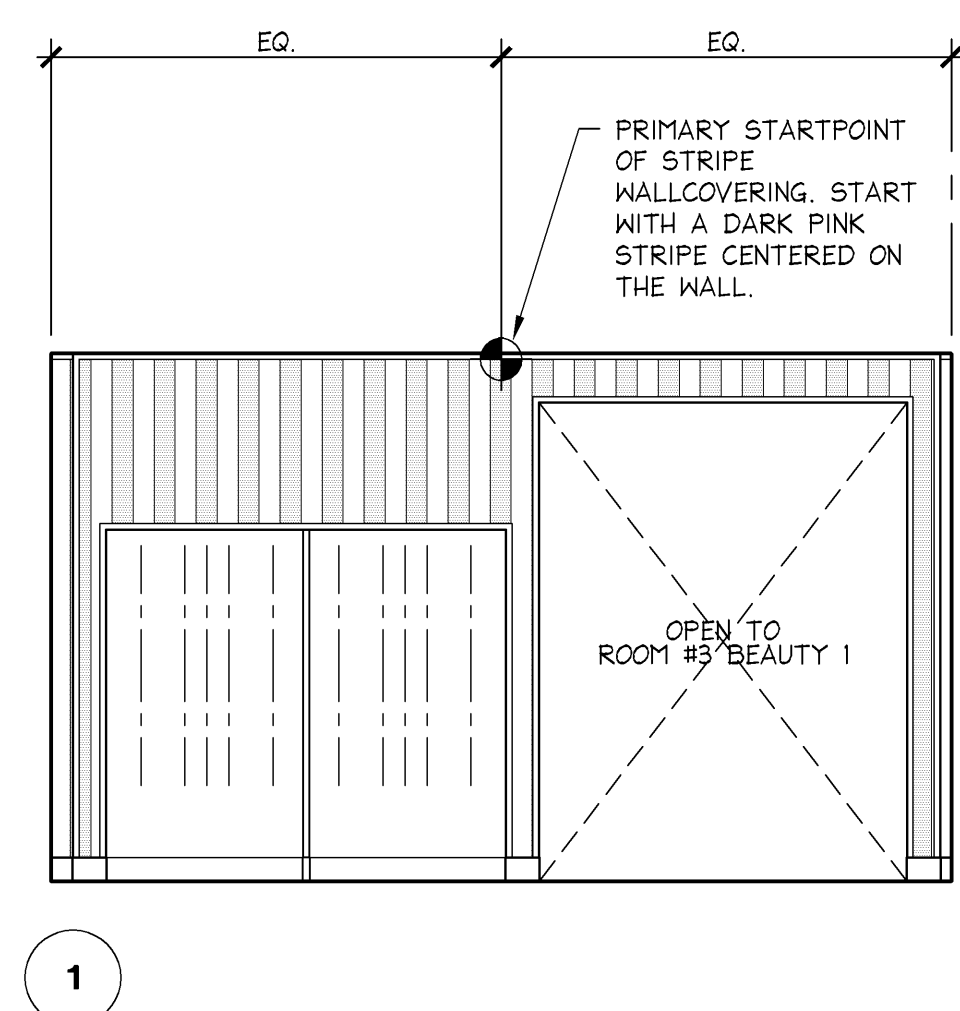 EQ.
EQ.
PRIMARY STARTPOINT
OF STRIPE
WALLCOVERING. START
WITH A DARK PINK
STRIPE CENTERED ON
THE WALL.
OPEN TO
ROOM #3 BEAUTY 1
1